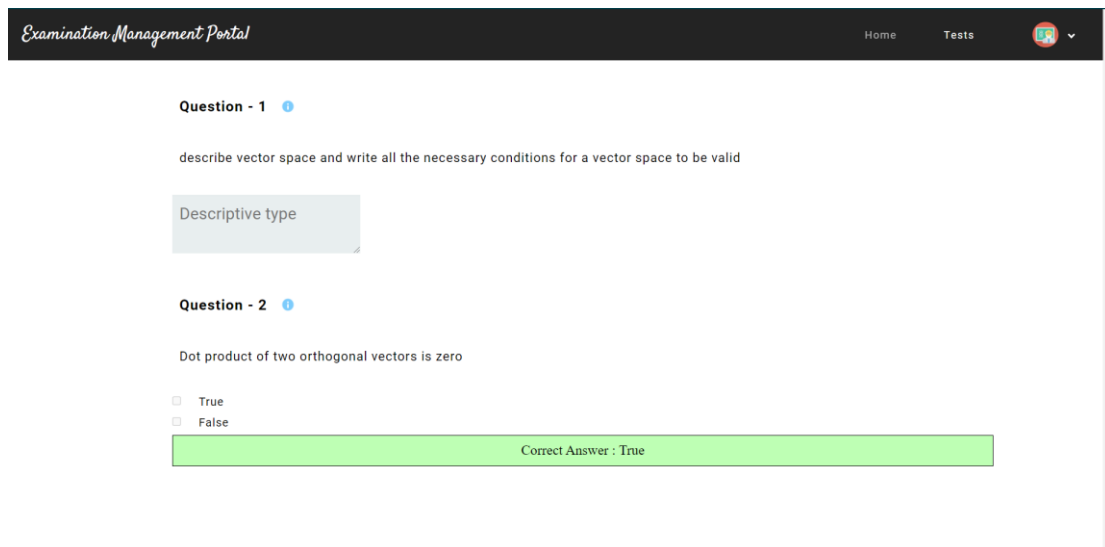 Examination Management Portal
Home Tests
Question - 1
describe vector space and write all the necessary conditions for a vector space to be valid
Descriptive type
Question - 2
Dot product of two orthogonal vectors is zero
True
False
Correct Answer : True